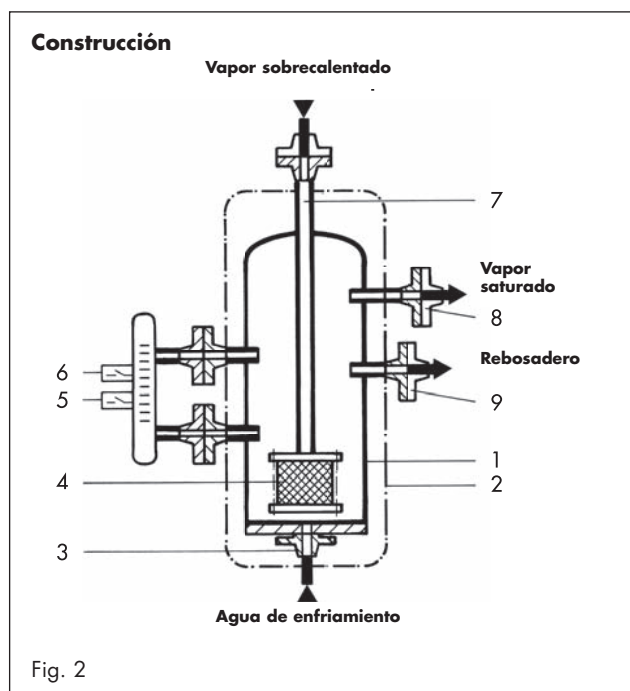 Construcción
Vapor sobrecalentado
7
Vapor
saturado
8
Rebosadero
6
5
9
1
4
2
3
Agua de enfriamiento
Fig. 2